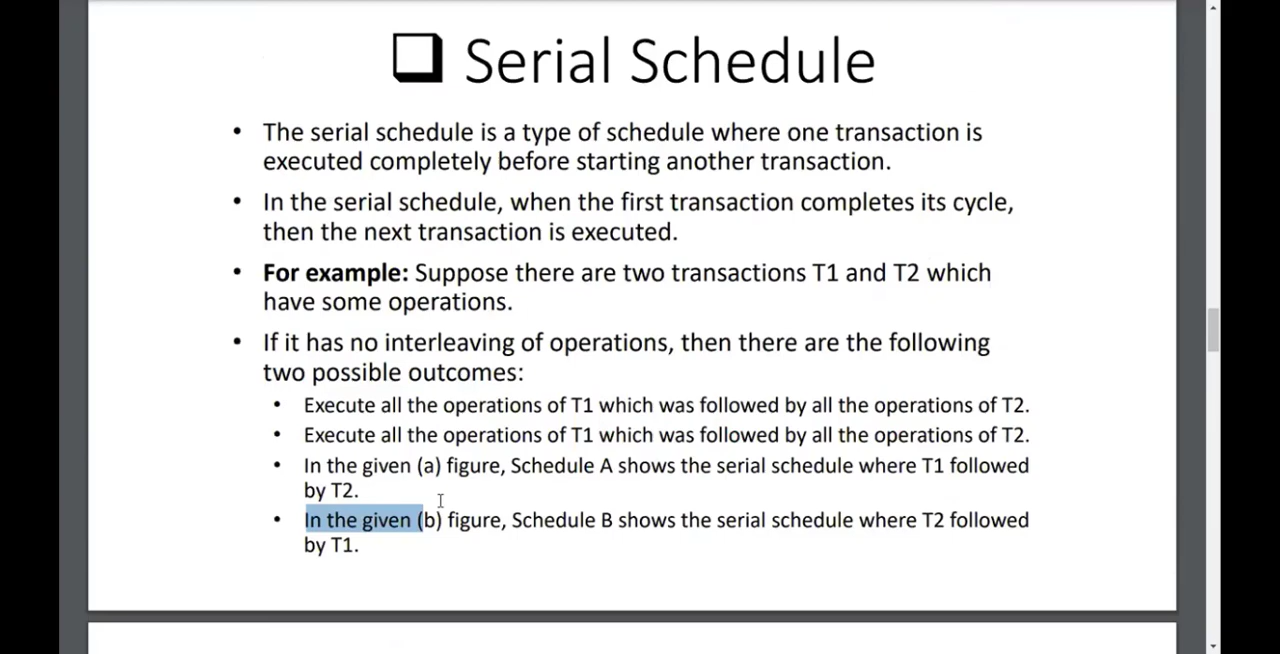 Serial Schedule
• The serial schedule is a type of schedule where one transaction is
executed completely before starting another transaction.
• In the serial schedule, when the first transaction completes its cycle,
then the next transaction is executed.
• For example: Suppose there are two transactions T1 and T2 which
have some operations.
• If it has no interleaving of operations, then there are the following
two possible outcomes:
• Execute all the operations of T1 which was followed by all the operations of T2.
• Execute all the operations of T1 which was followed by all the operations of T2.
• In the given (a) figure, Schedule A shows the serial schedule where T1 followed
by T2.
• In the given (b) figure, Schedule B shows the serial schedule where T2 followed
by T1.